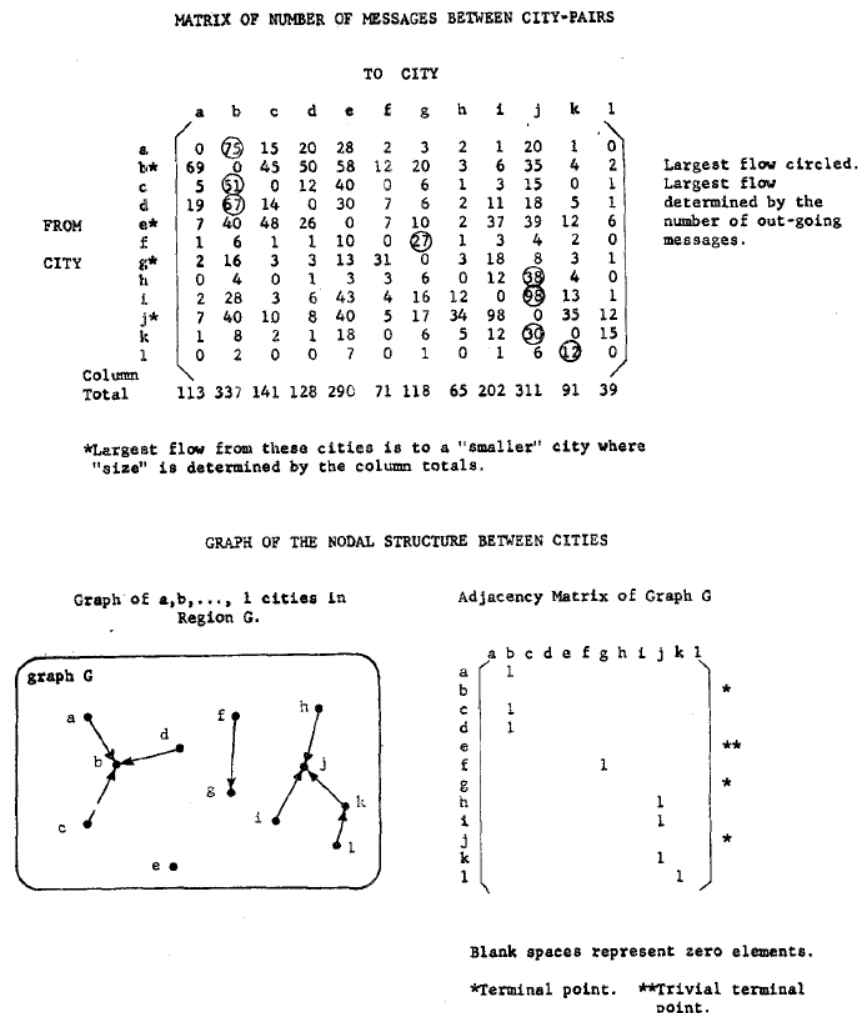 MATRIX OF NUMBER OF MESSAGES BETWEEN CITY-PAIRS
TO CITY
a b c d e f g h i j k l
a 0 75 15 20 28 2 3 2 1 20 1 0
b* 69 0 45 50 58 12 20 3 6 35 4 2
c 5 51 0 12 40 0 6 1 3 15 0 1
d 19 67 14 0 30 7 6 2 11 18 5 1
e* 7 40 48 26 0 7 10 2 37 39 12 6
f 1 6 1 1 10 0 27 1 3 4 2 0
g* 2 16 3 3 13 31 0 3 18 8 3 1
h 0 4 0 1 3 3 6 0 12 38 4 0
i 2 28 3 6 43 4 16 12 0 98 13 1
j* 7 40 10 8 40 5 17 34 98 0 35 12
k 1 8 2 1 18 0 6 5 12 30 0 15
l 0 2 0 0 7 0 1 0 1 6 12 0
FROM
CITY
Largest flow circled.
Largest flow
determined by the
number of out-going
messages.
Column
Total 113 337 141 128 290 71 118 65 202 311 91 39
*Largest flow from these cities is to a "smaller" city where
"size" is determined by the column totals.
GRAPH OF THE NODAL STRUCTURE BETWEEN CITIES
Graph of a,b,..., l cities in
Region G.
graph G
a
d
b
c
e
f
g
h
j
i
k
l
Adjacency Matrix of Graph G
a b c d e f g h i j k l
a 1
b *
c 1
d 1
e **
f 1
g *
h 1
i 1
j *
k 1
l 1
Blank spaces represent zero elements.
*Terminal point. **Trivial terminal
point.